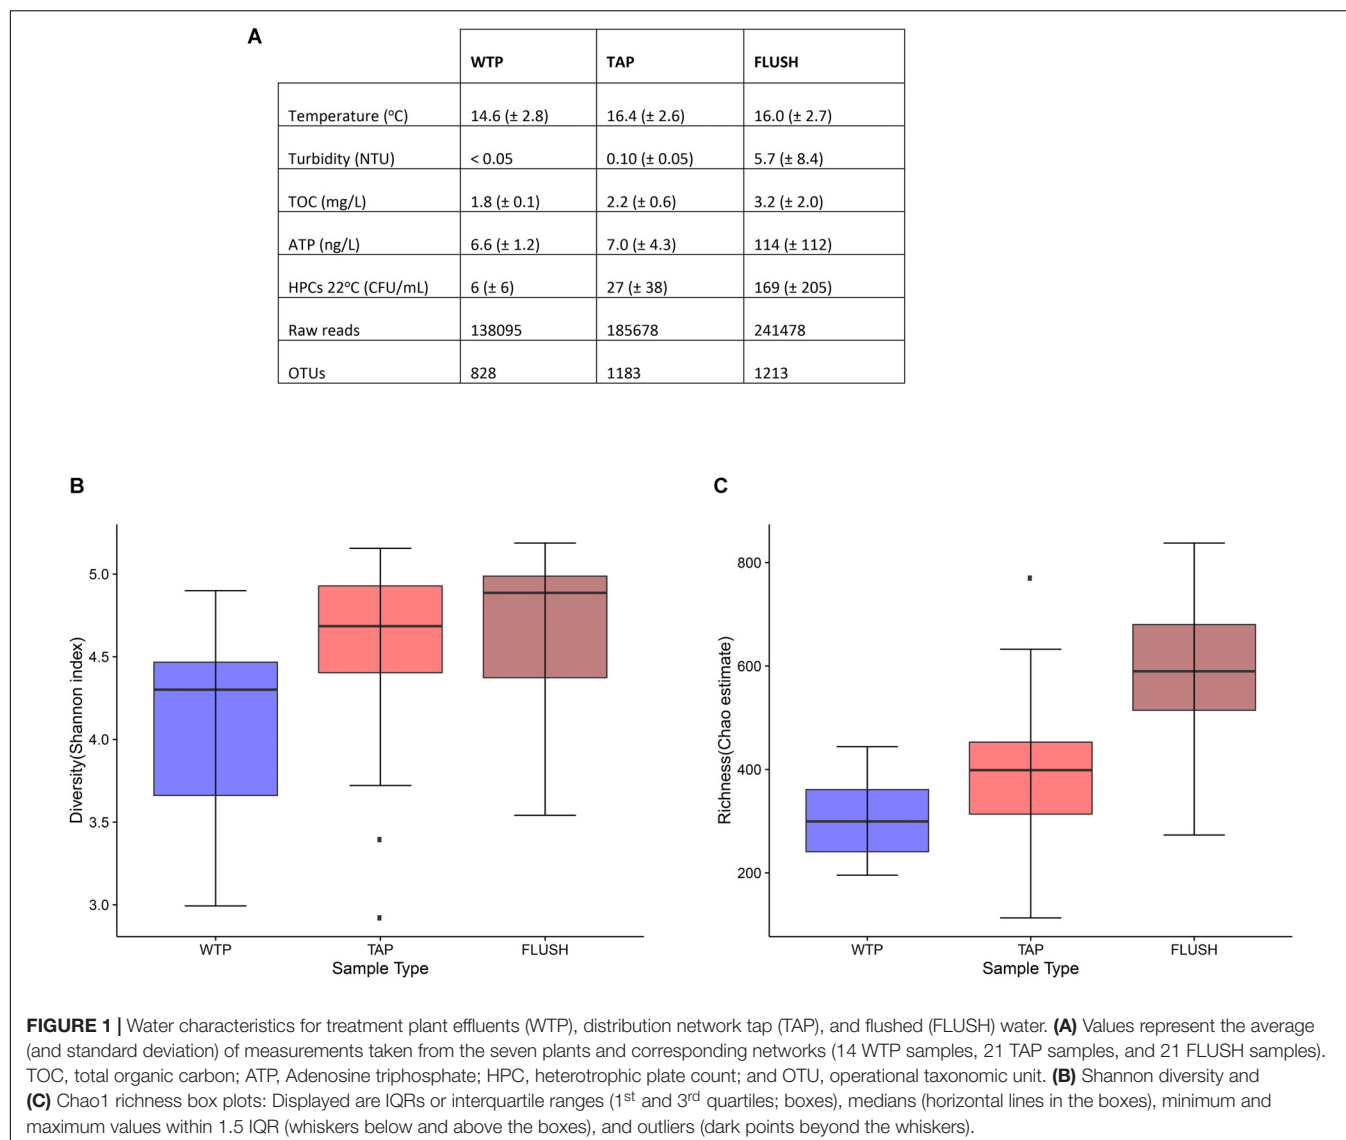 A
WTP TAP FLUSH
Temperature (°C) 14.6 (± 2.8) 16.4 (± 2.6) 16.0 (± 2.7)
Turbidity (NTU) < 0.05 0.10 (± 0.05) 5.7 (± 8.4)
TOC (mg/L) 1.8 (± 0.1) 2.2 (± 0.6) 3.2 (± 2.0)
ATP (ng/L) 6.6 (± 1.2) 7.0 (± 4.3) 114 (± 112)
HPCs 22°C (CFU/mL) 6 (± 6) 27 (± 38) 169 (± 205)
Raw reads 138095 185678 241478
OTUs 828 1183 1213
B
Diversity(Shannon index)
5.0
4.5
4.0
3.5
3.0
WTP TAP FLUSH
Sample Type
C
Richness(Chao estimate)
800
600
400
200
WTP TAP FLUSH
Sample Type
FIGURE 1 | Water characteristics for treatment plant effluents (WTP), distribution network tap (TAP), and flushed (FLUSH) water. (A) Values represent the average
(and standard deviation) of measurements taken from the seven plants and corresponding networks (14 WTP samples, 21 TAP samples, and 21 FLUSH samples).
TOC, total organic carbon; ATP, Adenosine triphosphate; HPC, heterotrophic plate count; and OTU, operational taxonomic unit. (B) Shannon diversity and
(C) Chao1 richness box plots: Displayed are IQRs or interquartile ranges (1st and 3rd quartiles; boxes), medians (horizontal lines in the boxes), minimum and
maximum values within 1.5 IQR (whiskers below and above the boxes), and outliers (dark points beyond the whiskers).